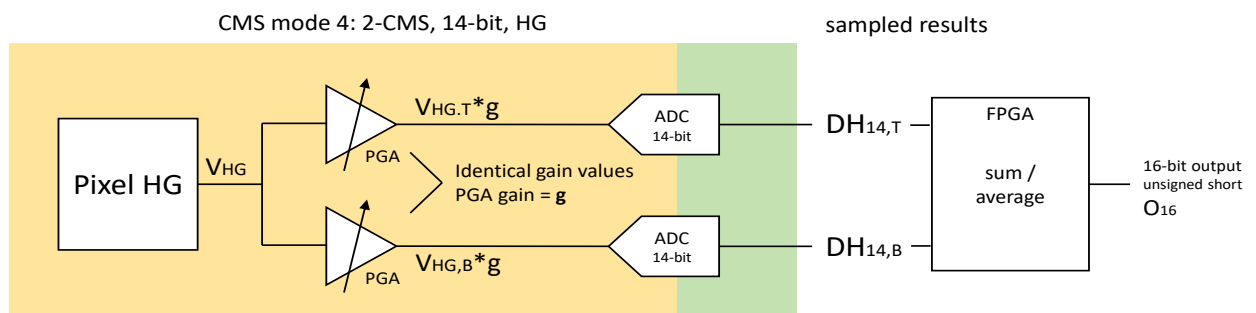 CMS mode 4: 2-CMS, 14-bit, HG
sampled results
Pixel HG
VHG
VHG.T*g
PGA
Identical gain values
PGA gain = g
VHG,B*g
PGA
ADC
14-bit
ADC
14-bit
DH14,T
DH14,B
FPGA
sum /
average
16-bit output
unsigned short
O16